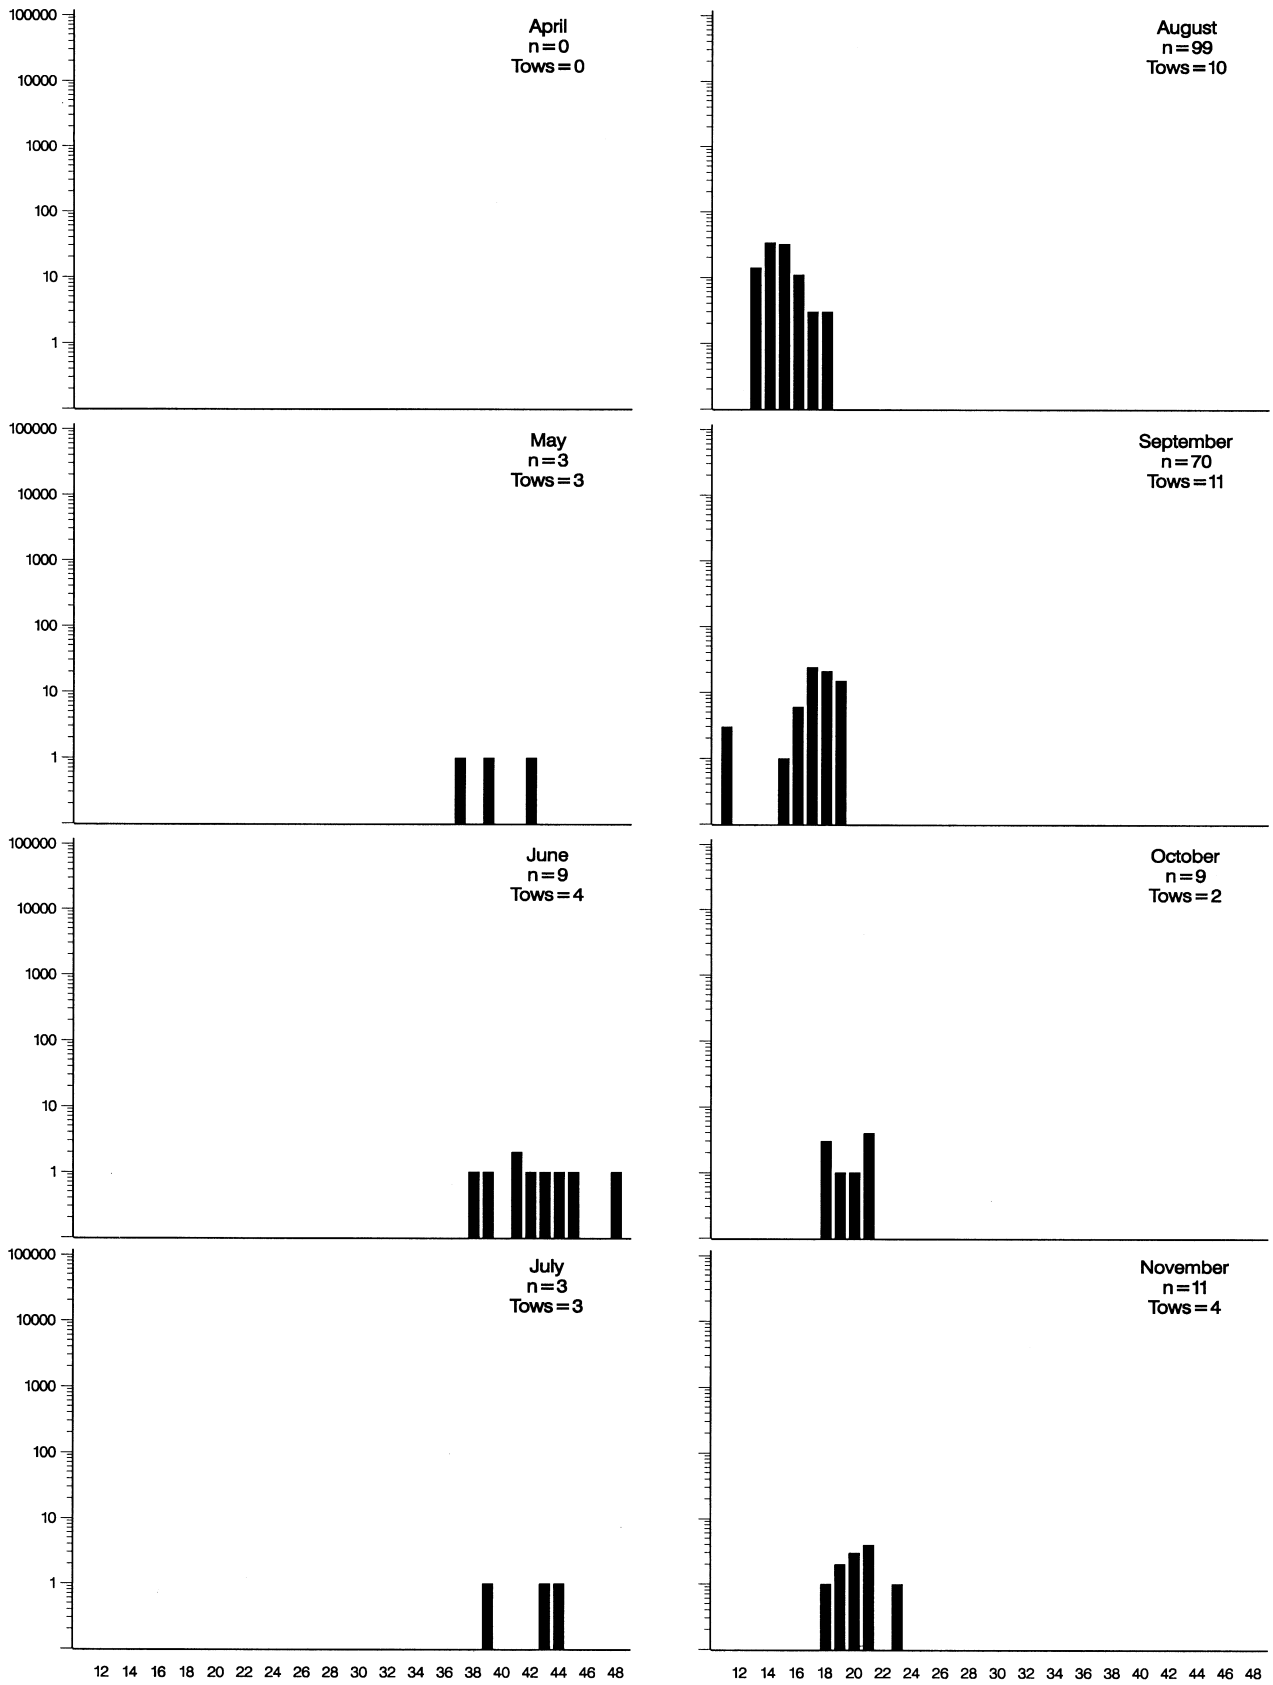 100000
10000
1000
100
10
1
April
n=0
Tows=0
100000
10000
1000
100
10
1
May
n=3
Tows=3
100000
10000
1000
100
10
1
June
n=9
Tows=4
100000
10000
1000
100
10
1
July
n=3
Tows=3
12 14 16 18 20 22 24 26 28 30 32 34 36 38 40 42 44 46 48
August
n=99
Tows=10
September
n=70
Tows=11
October
n=9
Tows=2
November
n=11
Tows=4
12 14 16 18 20 22 24 26 28 30 32 34 36 38 40 42 44 46 48